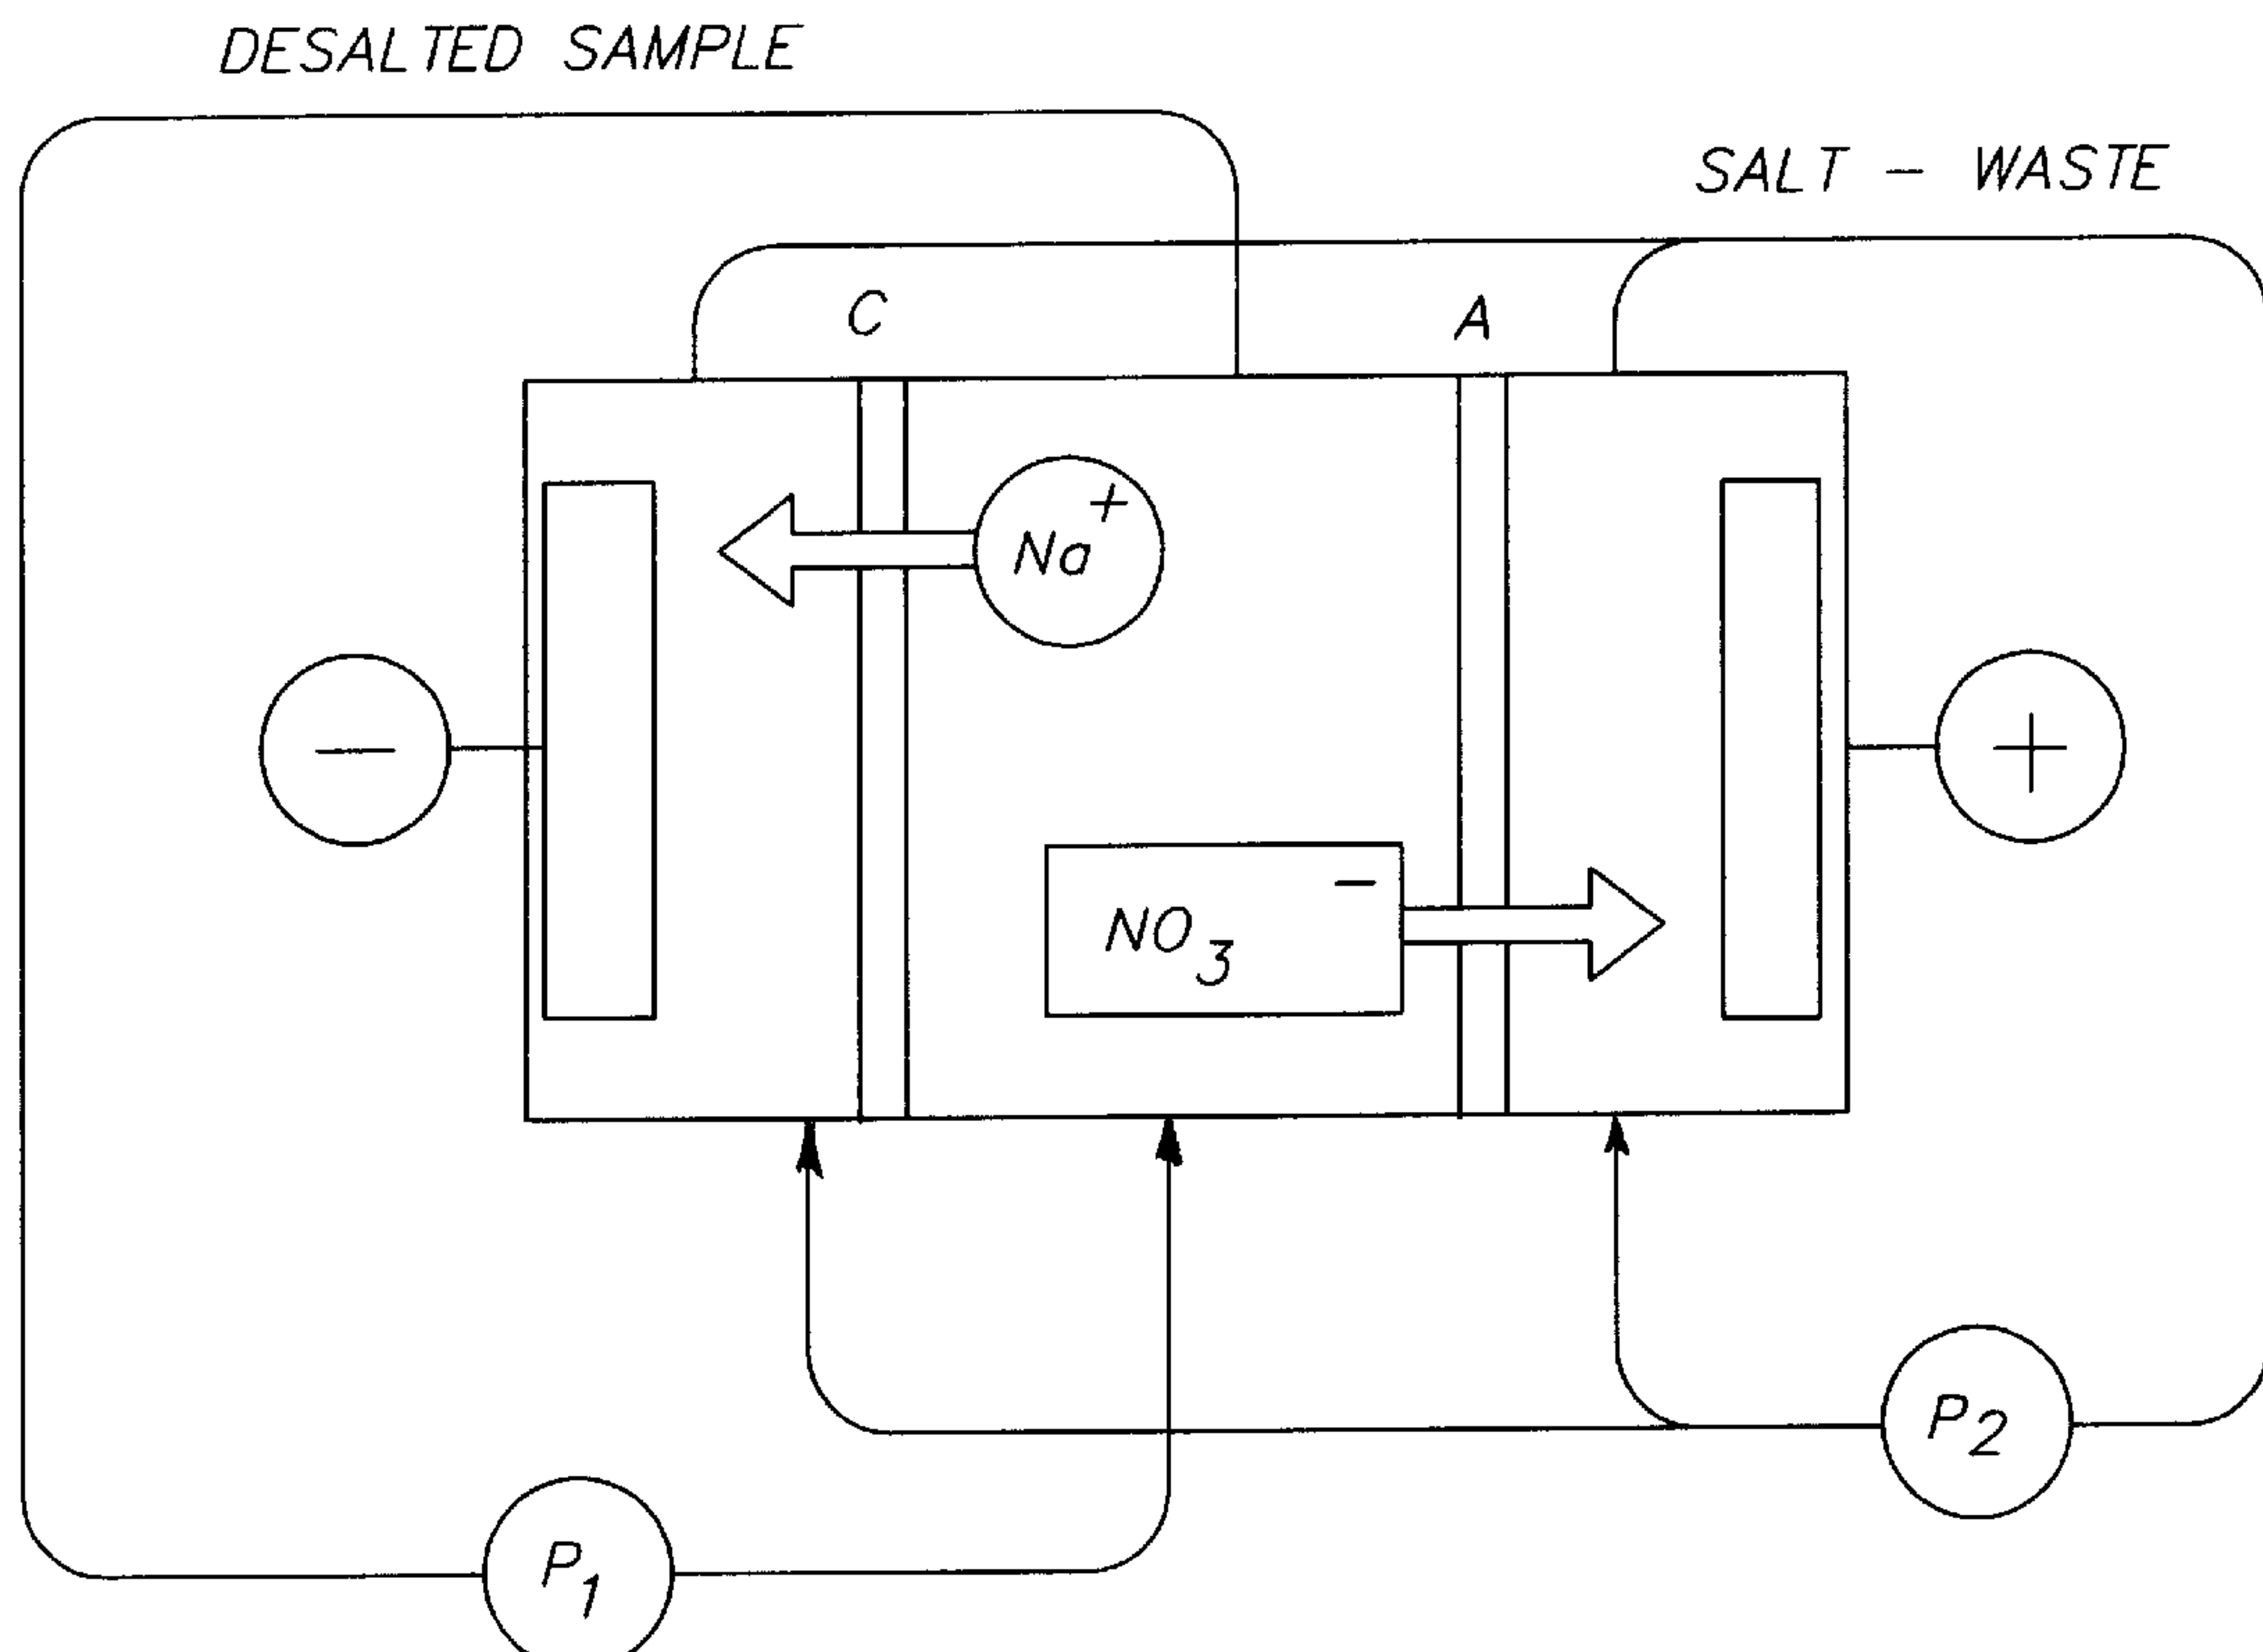 DESALTED SAMPLE
SALT – WASTE
C
A
Na+
−
+
NO3−
P2
P1